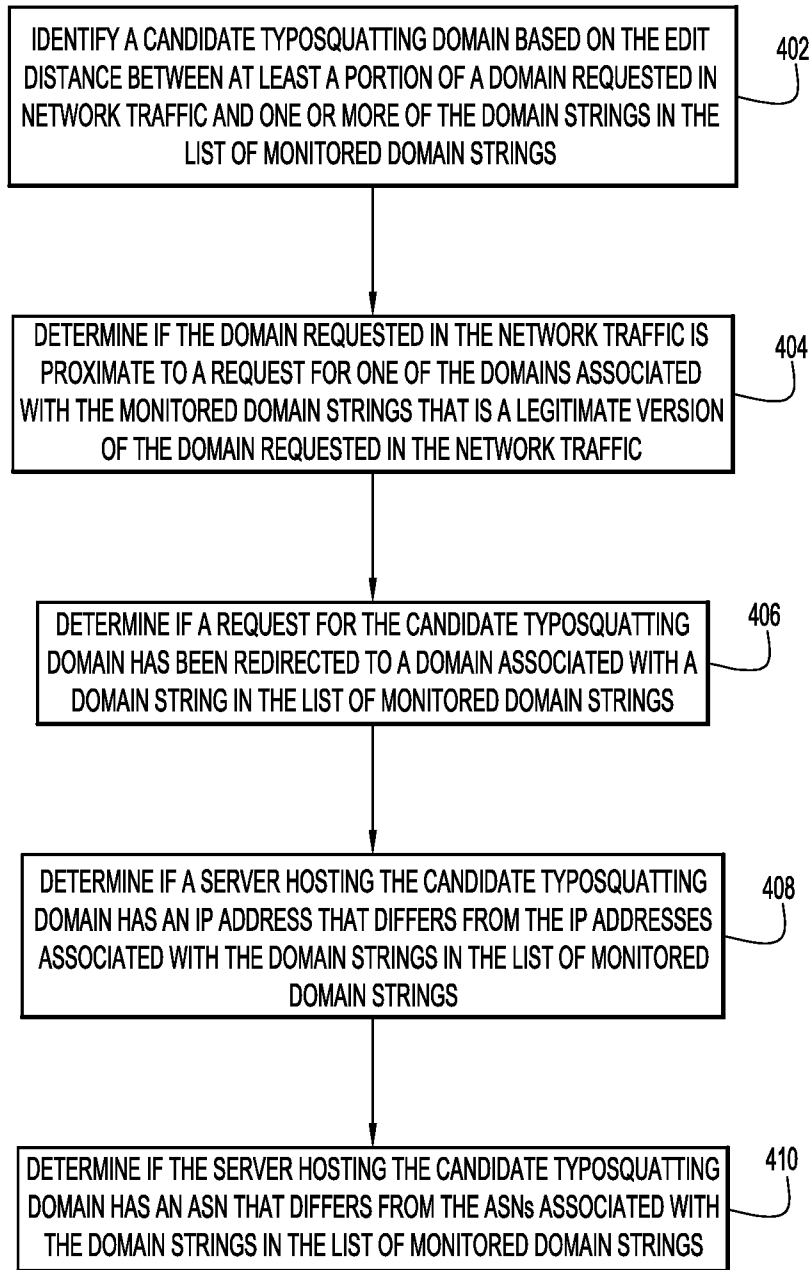 IDENTIFY A CANDIDATE TYPOSQUATTING DOMAIN BASED ON THE EDIT
DISTANCE BETWEEN AT LEAST A PORTION OF A DOMAIN REQUESTED IN
NETWORK TRAFFIC AND ONE OR MORE OF THE DOMAIN STRINGS IN THE
LIST OF MONITORED DOMAIN STRINGS
402
DETERMINE IF THE DOMAIN REQUESTED IN THE NETWORK TRAFFIC IS
PROXIMATE TO A REQUEST FOR ONE OF THE DOMAINS ASSOCIATED
WITH THE MONITORED DOMAIN STRINGS THAT IS A LEGITIMATE VERSION
OF THE DOMAIN REQUESTED IN THE NETWORK TRAFFIC
404
DETERMINE IF A REQUEST FOR THE CANDIDATE TYPOSQUATTING
DOMAIN HAS BEEN REDIRECTED TO A DOMAIN ASSOCIATED WITH A
DOMAIN STRING IN THE LIST OF MONITORED DOMAIN STRINGS
406
DETERMINE IF A SERVER HOSTING THE CANDIDATE TYPOSQUATTING
DOMAIN HAS AN IP ADDRESS THAT DIFFERS FROM THE IP ADDRESSES
ASSOCIATED WITH THE DOMAIN STRINGS IN THE LIST OF MONITORED
DOMAIN STRINGS
408
DETERMINE IF THE SERVER HOSTING THE CANDIDATE TYPOSQUATTING
DOMAIN HAS AN ASN THAT DIFFERS FROM THE ASNs ASSOCIATED WITH
THE DOMAIN STRINGS IN THE LIST OF MONITORED DOMAIN STRINGS
410